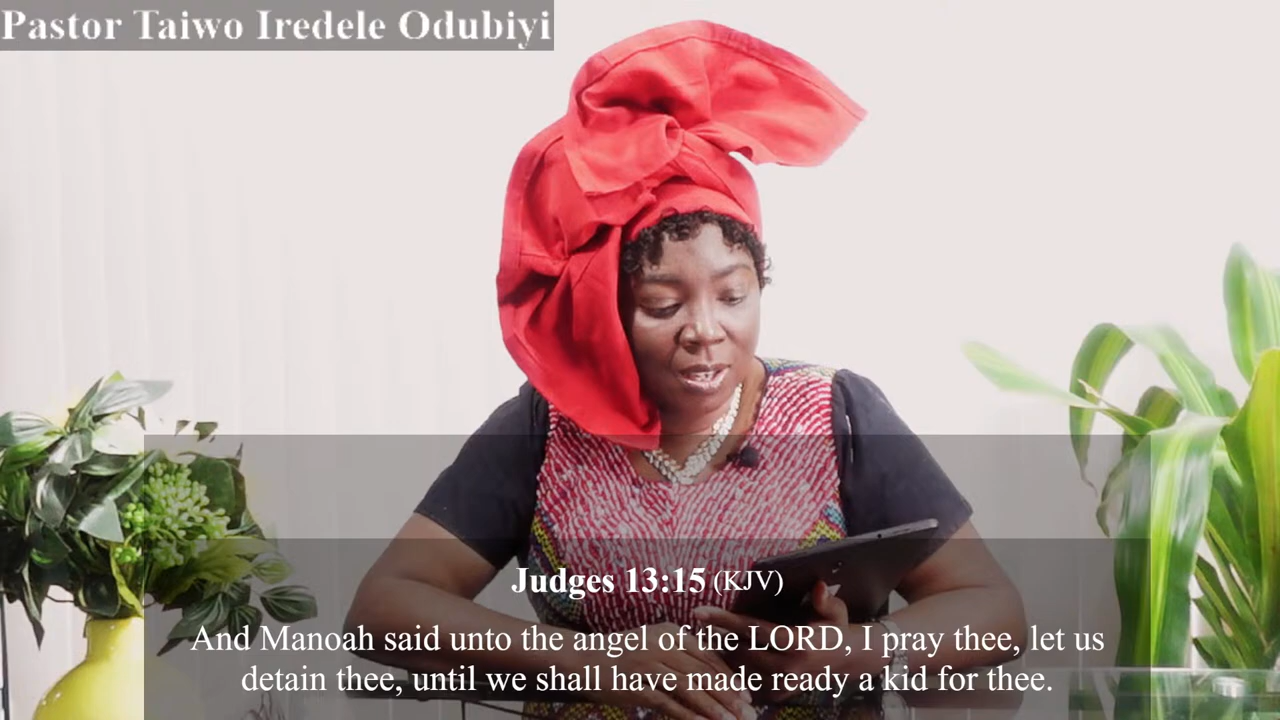 Pastor Taiwo Iredele Odubiyi
Judges 13:15 (KJV)
And Manoah said unto the angel of the LORD, I pray thee, let us
detain thee, until we shall have made ready a kid for thee.